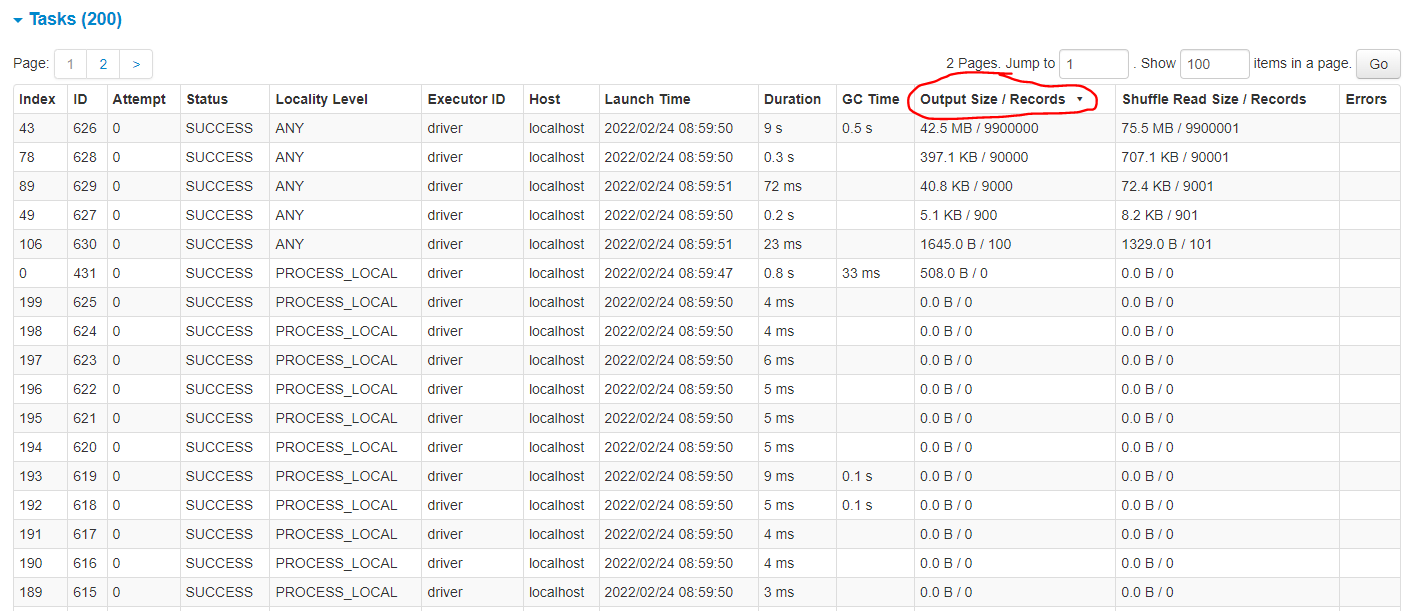 Tasks (200)
Page: 1 2 > 2 Pages. Jump to 1 . Show 100 items in a page. Go
Index ID Attempt Status Locality Level Executor ID Host Launch Time Duration GC Time Output Size / Records Shuffle Read Size / Records Errors
43 626 0 SUCCESS ANY driver localhost 2022/02/24 08:59:50 9 s 0.5 s 42.5 MB / 9900000 75.5 MB / 9900001
78 628 0 SUCCESS ANY driver localhost 2022/02/24 08:59:50 0.3 s 397.1 KB / 90000 707.1 KB / 90001
89 629 0 SUCCESS ANY driver localhost 2022/02/24 08:59:51 72 ms 40.8 KB / 9000 72.4 KB / 9001
49 627 0 SUCCESS ANY driver localhost 2022/02/24 08:59:50 0.2 s 5.1 KB / 900 8.2 KB / 901
106 630 0 SUCCESS ANY driver localhost 2022/02/24 08:59:51 23 ms 1645.0 B / 100 1329.0 B / 101
0 431 0 SUCCESS PROCESS_LOCAL driver localhost 2022/02/24 08:59:47 0.8 s 33 ms 508.0 B / 0 0.0 B / 0
199 625 0 SUCCESS PROCESS_LOCAL driver localhost 2022/02/24 08:59:50 4 ms 0.0 B / 0 0.0 B / 0
198 624 0 SUCCESS PROCESS_LOCAL driver localhost 2022/02/24 08:59:50 4 ms 0.0 B / 0 0.0 B / 0
197 623 0 SUCCESS PROCESS_LOCAL driver localhost 2022/02/24 08:59:50 6 ms 0.0 B / 0 0.0 B / 0
196 622 0 SUCCESS PROCESS_LOCAL driver localhost 2022/02/24 08:59:50 5 ms 0.0 B / 0 0.0 B / 0
195 621 0 SUCCESS PROCESS_LOCAL driver localhost 2022/02/24 08:59:50 5 ms 0.0 B / 0 0.0 B / 0
194 620 0 SUCCESS PROCESS_LOCAL driver localhost 2022/02/24 08:59:50 5 ms 0.0 B / 0 0.0 B / 0
193 619 0 SUCCESS PROCESS_LOCAL driver localhost 2022/02/24 08:59:50 9 ms 0.1 s 0.0 B / 0 0.0 B / 0
192 618 0 SUCCESS PROCESS_LOCAL driver localhost 2022/02/24 08:59:50 5 ms 0.1 s 0.0 B / 0 0.0 B / 0
191 617 0 SUCCESS PROCESS_LOCAL driver localhost 2022/02/24 08:59:50 4 ms 0.0 B / 0 0.0 B / 0
190 616 0 SUCCESS PROCESS_LOCAL driver localhost 2022/02/24 08:59:50 4 ms 0.0 B / 0 0.0 B / 0
189 615 0 SUCCESS PROCESS_LOCAL driver localhost 2022/02/24 08:59:50 3 ms 0.0 B / 0 0.0 B / 0